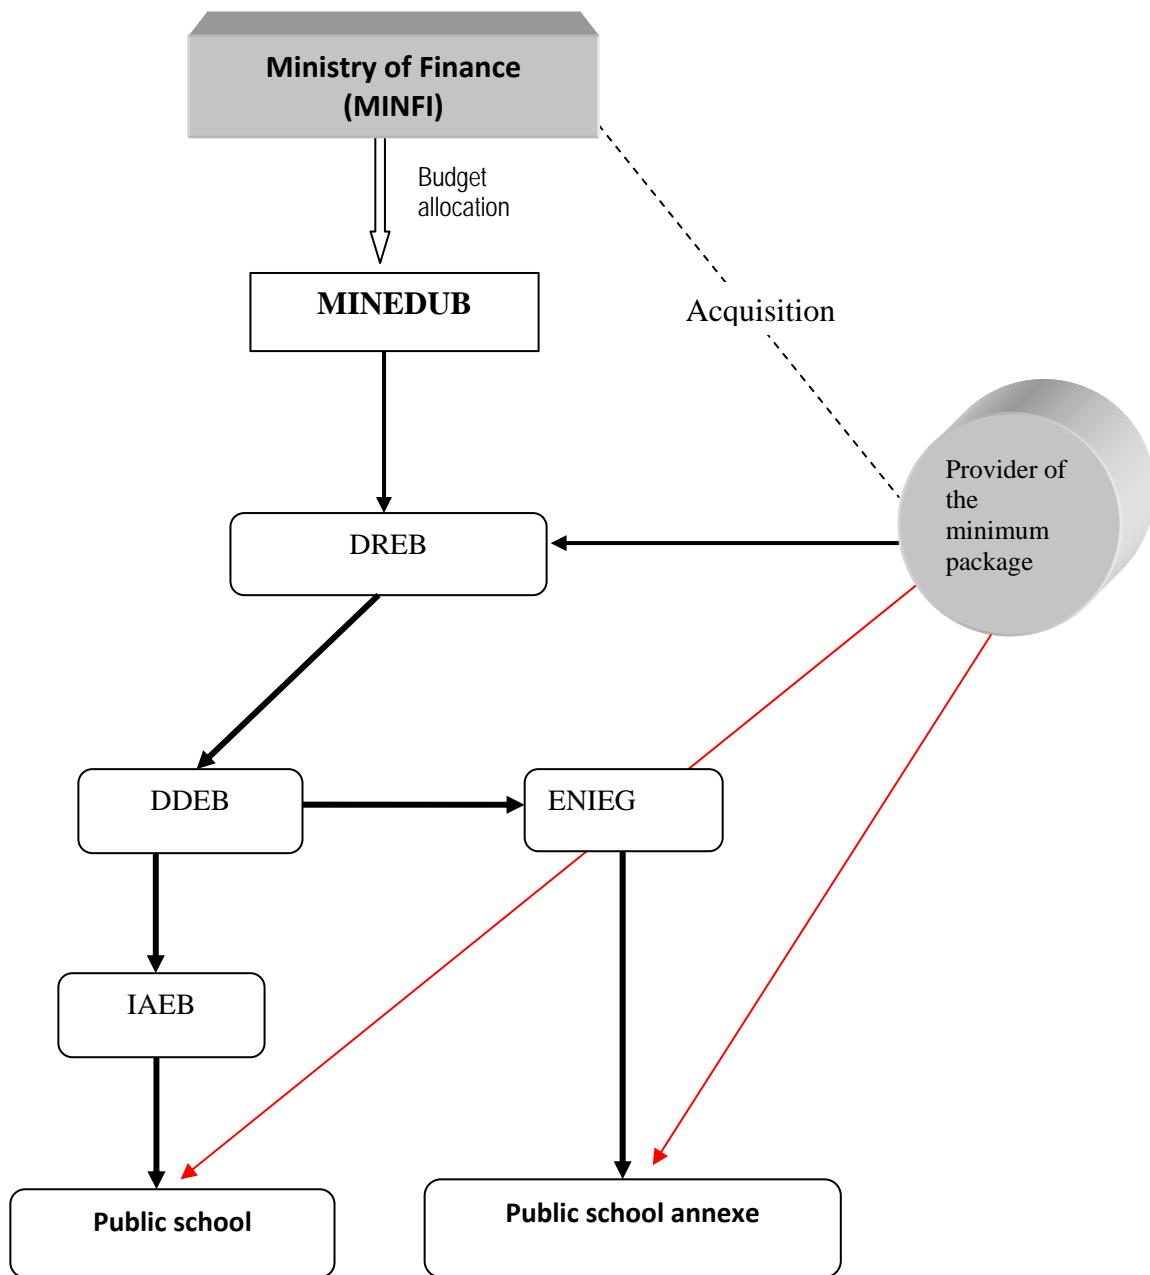 Ministry of Finance
(MINFI)
Budget
allocation
MINEDUB
Acquisition
Provider of
the
minimum
package
DREB
DDEB
ENIEG
IAEB
Public school
Public school annexe